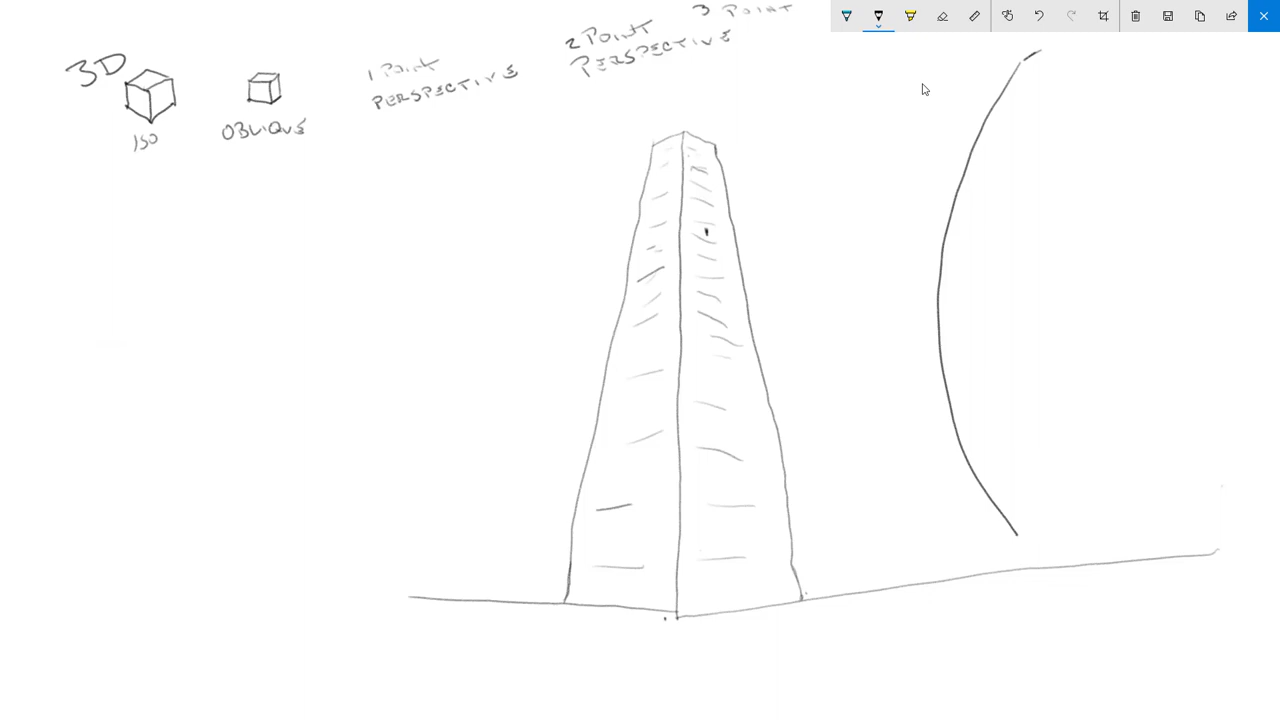 3D
ISO
OBLIQUE
1 POINT
PERSPECTIVE
2 POINT
PERSPECTIVE
3 POINT